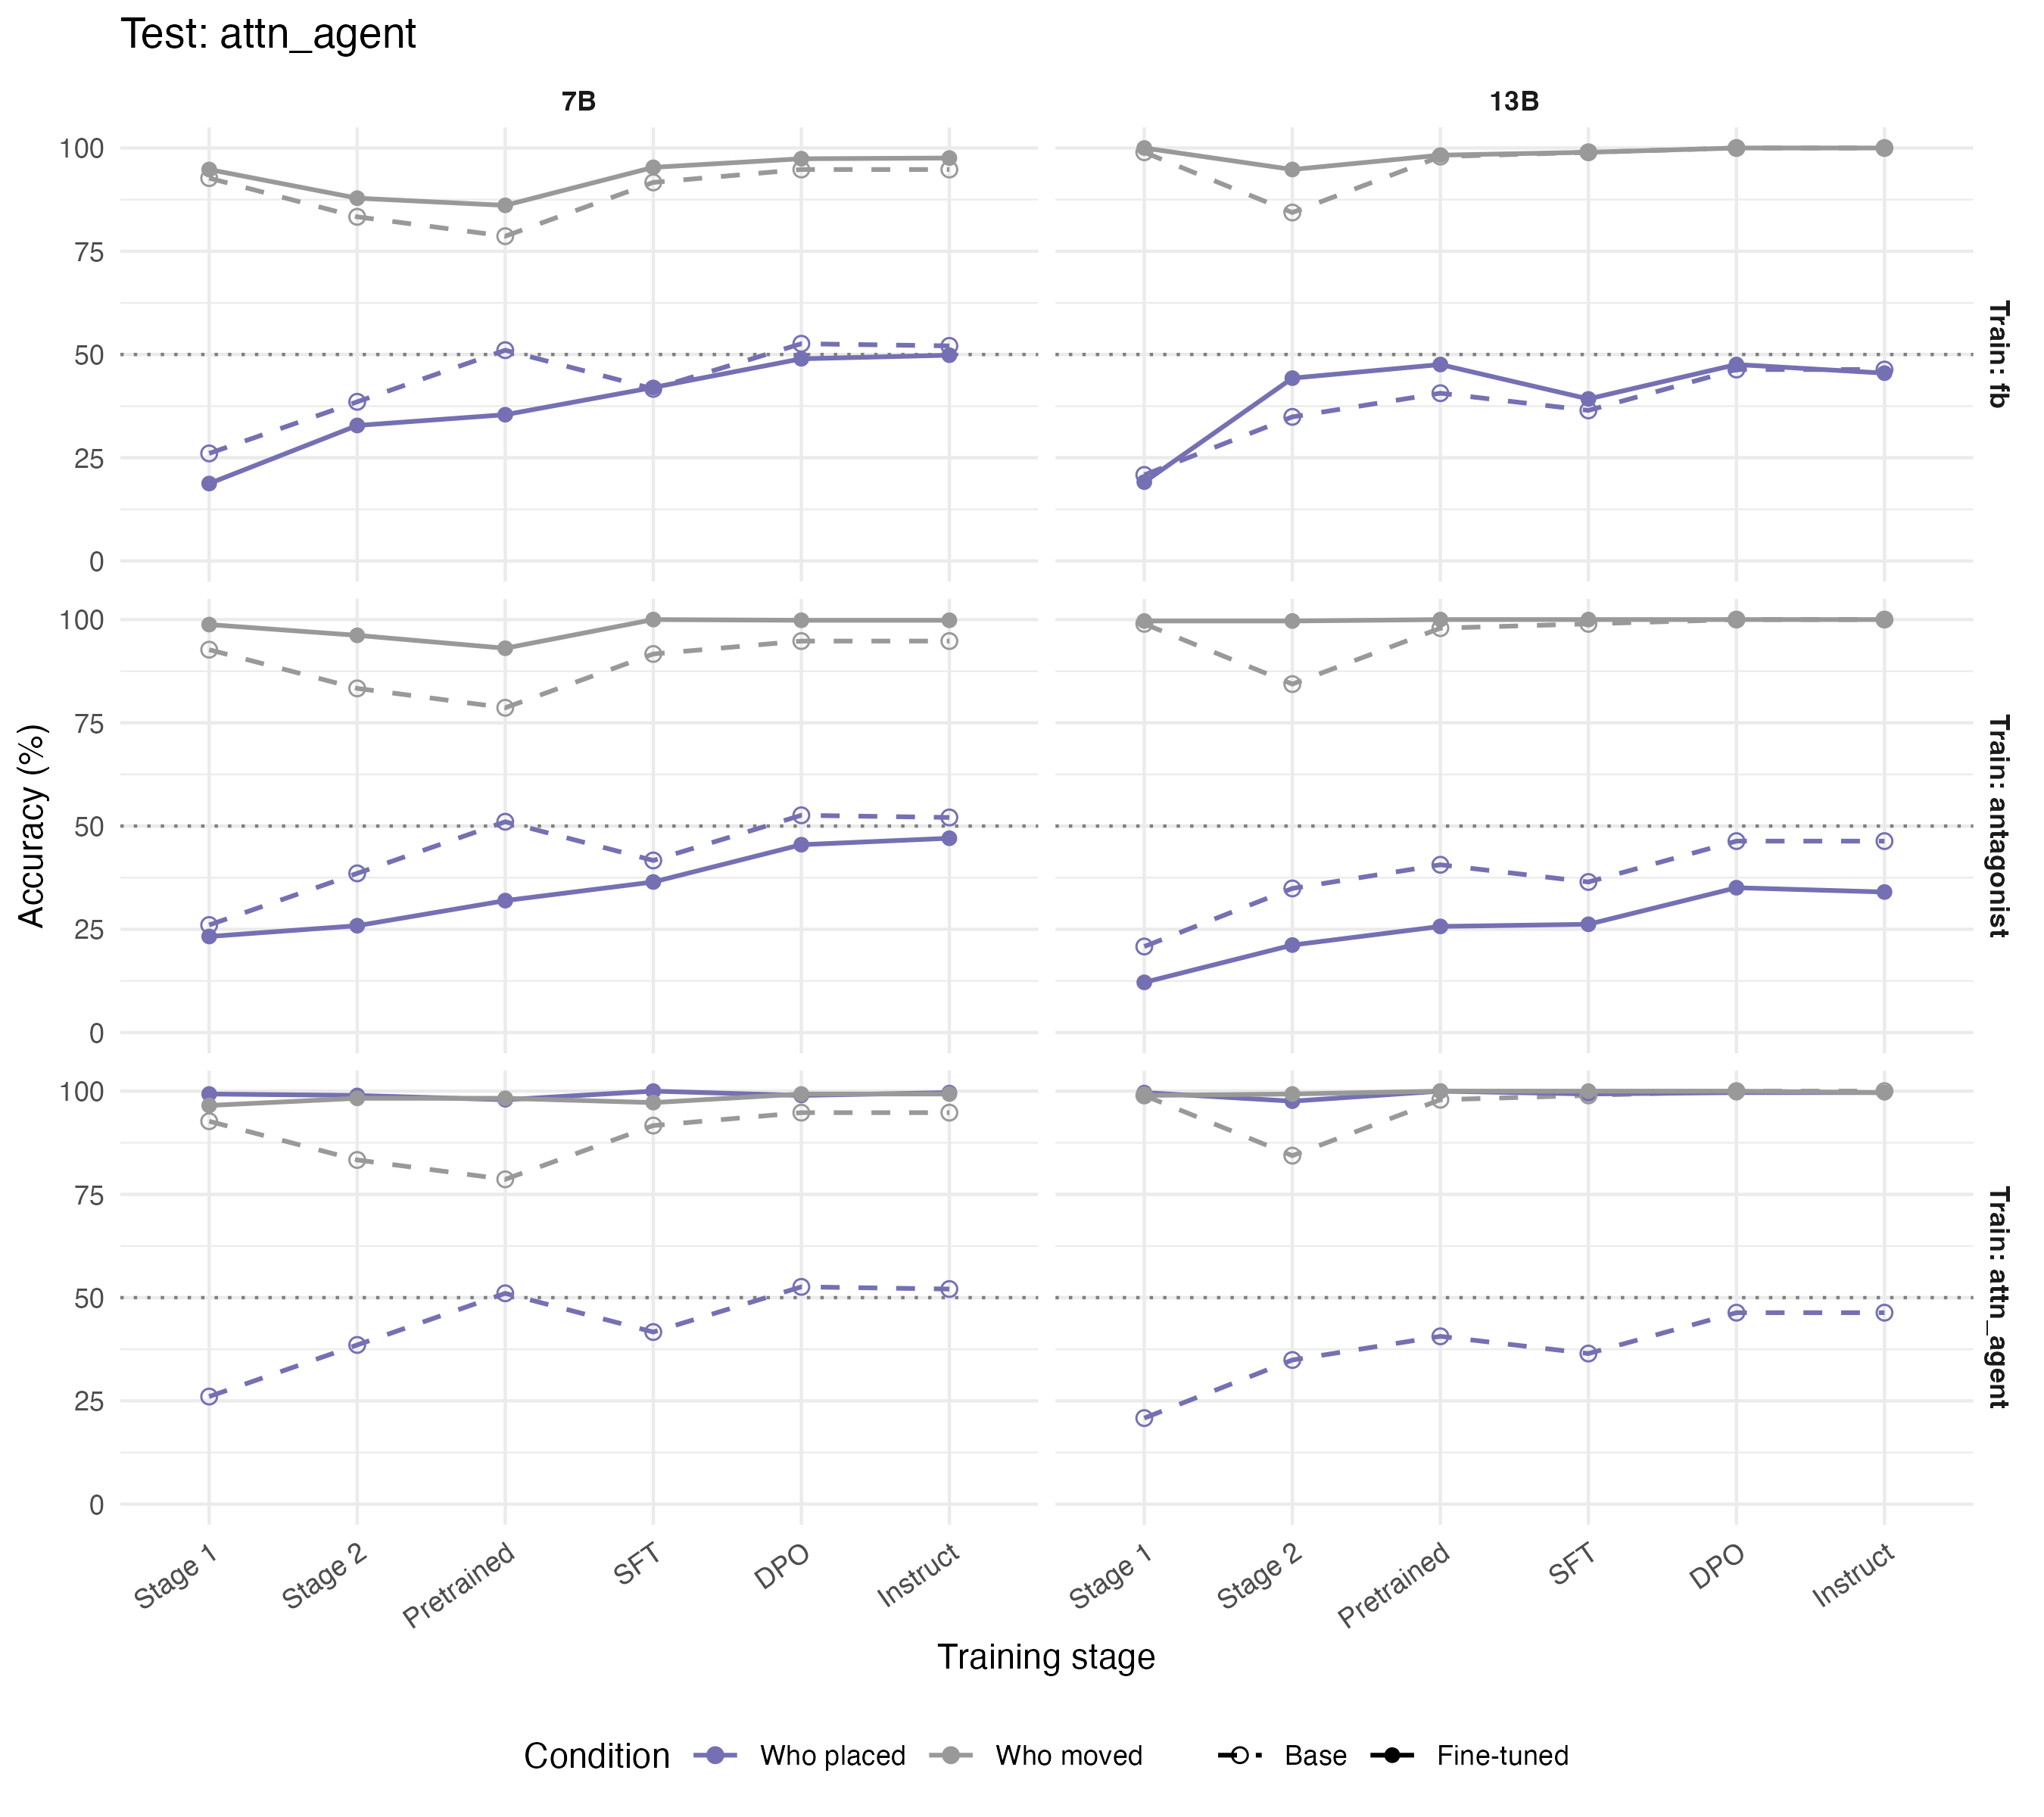 Test: attn_agent
7B
13B
100
75
50
25
0
Train: fb
100
75
50
25
0
Train: antagonist
100
75
50
25
0
Train: attn_agent
Accuracy (%)
Stage 1
Stage 2
Pretrained
SFT
DPO
Instruct
Stage 1
Stage 2
Pretrained
SFT
DPO
Instruct
Training stage
Condition Who placed Who moved Base Fine-tuned